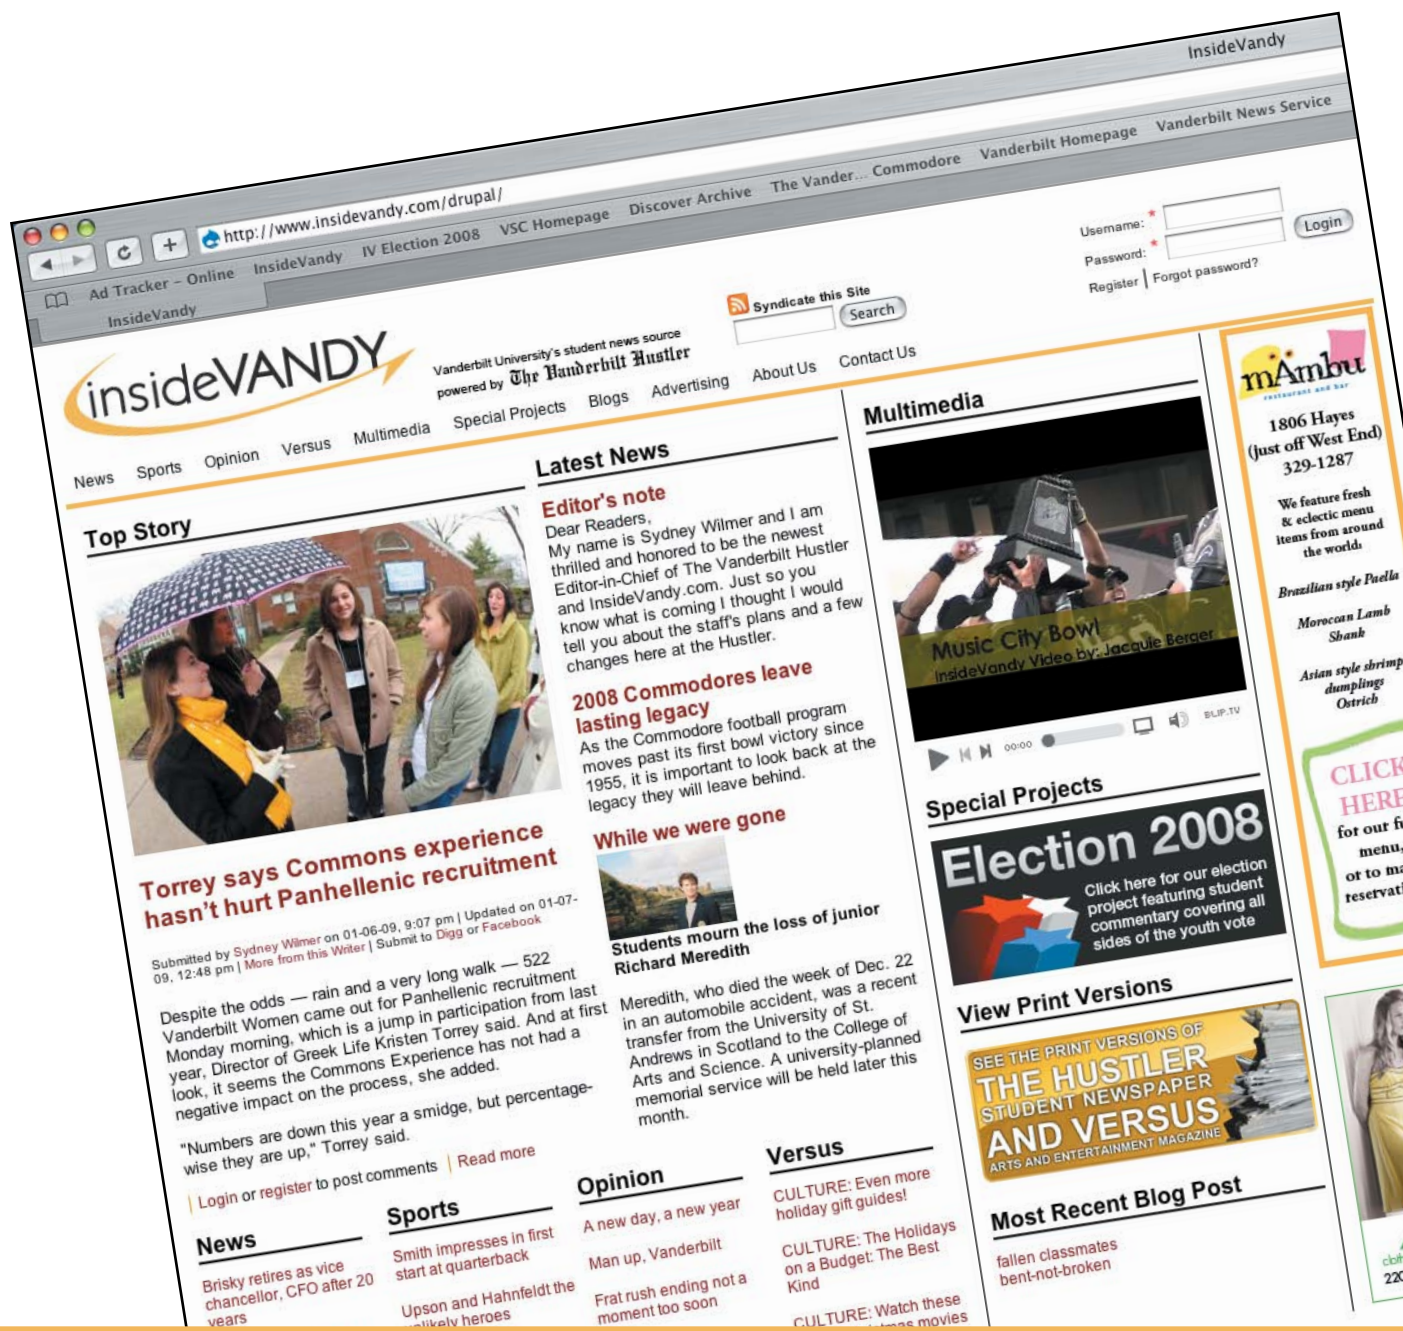 InsideVandy
http://www.insidevandy.com/drupal/
Ad Tracker – Online InsideVandy IV Election 2008 VSC Homepage Discover Archive The Vander... Commodore Vanderbilt Homepage Vanderbilt News Service
InsideVandy
insideVANDY
Vanderbilt University's student news source
powered by The Vanderbilt Hustler
Syndicate this Site
Search
Username: *
Password: *
Login
Register | Forgot password?
News Sports Opinion Versus Multimedia Special Projects Blogs Advertising About Us Contact Us
Top Story
Torrey says Commons experience
hasn't hurt Panhellenic recruitment
Submitted by Sydney Wilmer on 01-06-09, 9:07 pm | Updated on 01-07-
09, 12:48 pm | More from this Writer | Submit to Digg or Facebook
Despite the odds — rain and a very long walk — 522
Vanderbilt Women came out for Panhellenic recruitment
Monday morning, which is a jump in participation from last
year, Director of Greek Life Kristen Torrey said. And at first
look, it seems the Commons Experience has not had a
negative impact on the process, she added.
"Numbers are down this year a smidge, but percentage-
wise they are up," Torrey said.
| Login or register to post comments | Read more
Latest News
Editor's note
Dear Readers,
My name is Sydney Wilmer and I am
thrilled and honored to be the newest
Editor-in-Chief of The Vanderbilt Hustler
and InsideVandy.com. Just so you
know what is coming I thought I would
tell you about the staff's plans and a few
changes here at the Hustler.
2008 Commodores leave
lasting legacy
As the Commodore football program
moves past its first bowl victory since
1955, it is important to look back at the
legacy they will leave behind.
While we were gone
Students mourn the loss of junior
Richard Meredith
Meredith, who died the week of Dec. 22
in an automobile accident, was a recent
transfer from the University of St.
Andrews in Scotland to the College of
Arts and Science. A university-planned
memorial service will be held later this
month.
News
Brisky retires as vice
chancellor, CFO after 20
years
Sports
Smith impresses in first
start at quarterback
Upson and Hahnfeldt the
unlikely heroes
Opinion
A new day, a new year
Man up, Vanderbilt
Frat rush ending not a
moment too soon
Versus
CULTURE: Even more
holiday gift guides!
CULTURE: The Holidays
on a Budget: The Best
Kind
CULTURE: Watch these
movies
Multimedia
Music City Bowl
InsideVandy Video by: Jacquie Berger
00:00
BLIP.TV
Special Projects
Election 2008
Click here for our election
project featuring student
commentary covering all
sides of the youth vote
View Print Versions
SEE THE PRINT VERSIONS OF
THE HUSTLER
STUDENT NEWSPAPER
AND VERSUS
ARTS AND ENTERTAINMENT MAGAZINE
Most Recent Blog Post
fallen classmates
bent-not-broken
mAmbu
restaurant and bar
1806 Hayes
(just off West End)
329-1287
We feature fresh
& eclectic menu
items from around
the world:
Brazilian style Paella
Moroccan Lamb
Shank
Asian style shrimp
dumplings
Ostrich
CLICK
HERE
for our
menu,
or to
220